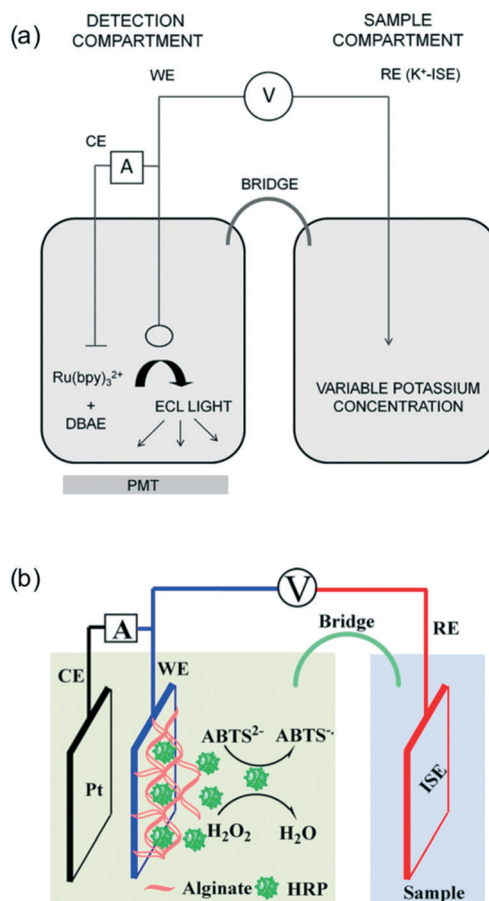 (a)
DETECTION
COMPARTMENT
SAMPLE
COMPARTMENT
WE
RE (K⁺-ISE)
V
CE
A
BRIDGE
Ru(bpy)₃²⁺
+
DBAE
ECL LIGHT
VARIABLE POTASSIUM
CONCENTRATION
PMT
(b)
V
A
Bridge
RE
CE
WE
ABTS²⁻
ABTS⁻·
Pt
ISE
H₂O₂
H₂O
Alginate
HRP
Sample